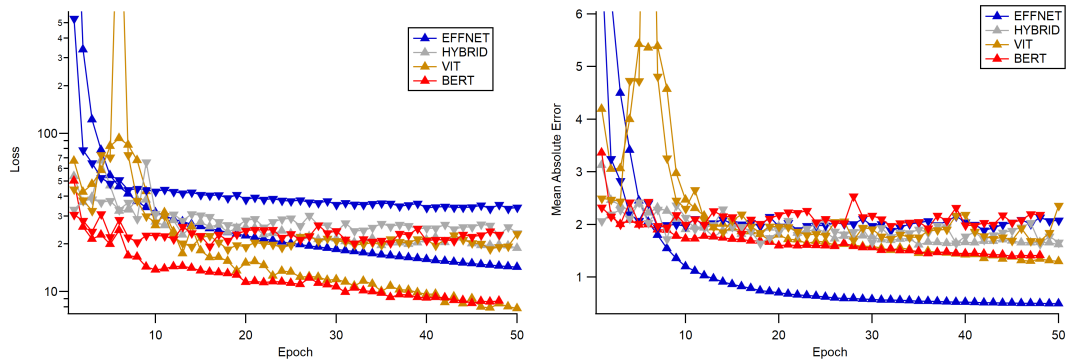 5
4
3
2
100
7
6
5
4
3
2
10
Loss
10
20
30
40
50
Epoch
EFFNET
HYBRID
VIT
BERT
6
5
4
3
2
1
Mean Absolute Error
10
20
30
40
50
Epoch
EFFNET
HYBRID
VIT
BERT